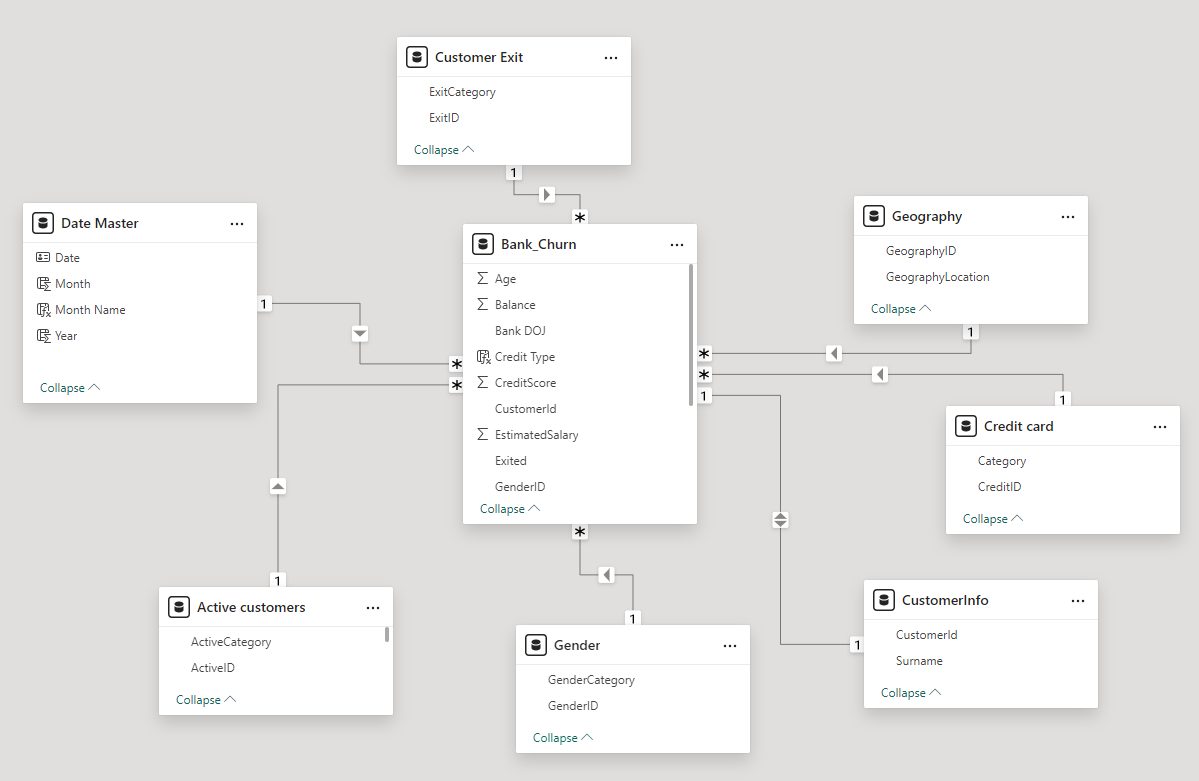 Customer Exit
ExitCategory
ExitID
Collapse
1
*
Date Master
Date
Month
Month Name
Year
Collapse
1
*
*
Bank_Churn
Age
Balance
Bank DOJ
Credit Type
CreditScore
CustomerId
EstimatedSalary
Exited
GenderID
Collapse
*
*
1
*
Geography
GeographyID
GeographyLocation
Collapse
1
1
Credit card
Category
CreditID
Collapse
1
Active customers
ActiveCategory
ActiveID
Collapse
1
Gender
GenderCategory
GenderID
Collapse
1
CustomerInfo
CustomerId
Surname
Collapse